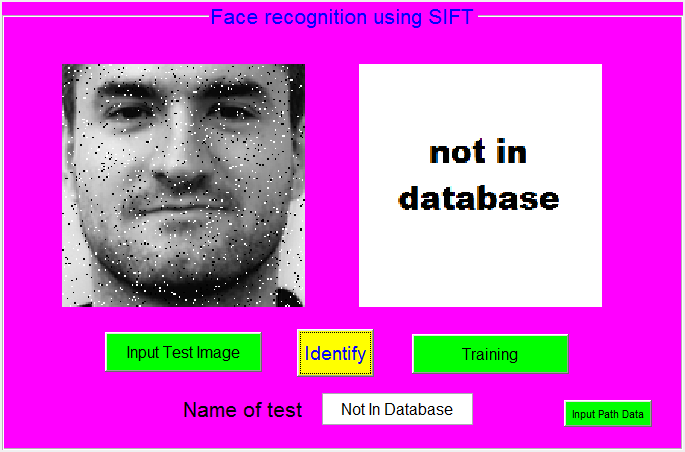 Face recognition using SIFT
not in
database
Input Test Image
Identify
Training
Name of test
Not In Database
Input Path Data